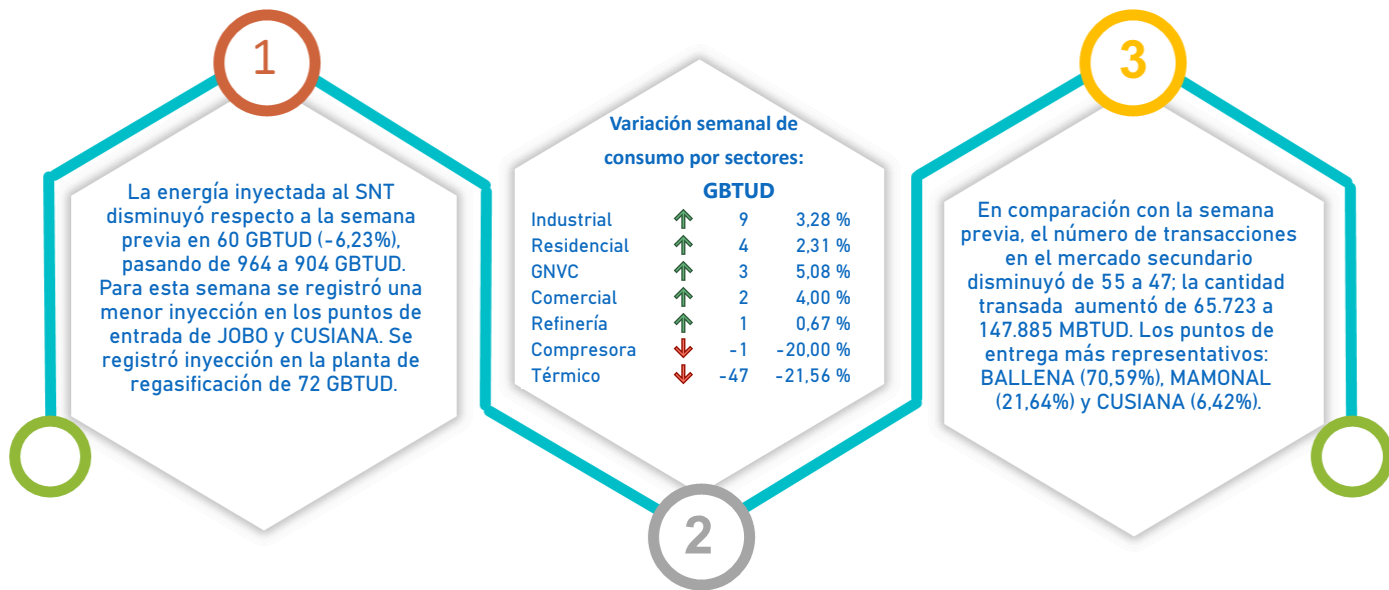 1
La energía inyectada al SNT
disminuyó respecto a la semana
previa en 60 GBTUD (-6,23%),
pasando de 964 a 904 GBTUD.
Para esta semana se registró una
menor inyección en los puntos de
entrada de JOBO y CUSIANA. Se
registró inyección en la planta de
regasificación de 72 GBTUD.
Variación semanal de
consumo por sectores:
GBTUD
Industrial 9 3,28 %
Residencial 4 2,31 %
GNVC 3 5,08 %
Comercial 2 4,00 %
Refinería 1 0,67 %
Compresora -1 -20,00 %
Térmico -47 -21,56 %
2
3
En comparación con la semana
previa, el número de transacciones
en el mercado secundario
disminuyó de 55 a 47; la cantidad
transada aumentó de 65.723 a
147.885 MBTUD. Los puntos de
entrega más representativos:
BALLENA (70,59%), MAMONAL
(21,64%) y CUSIANA (6,42%).